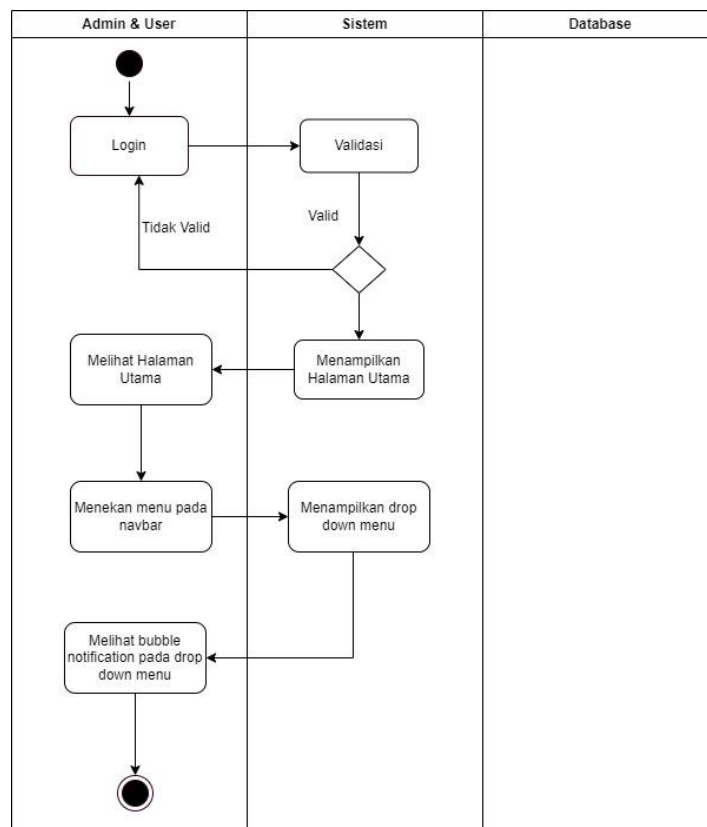 Admin & User
Sistem
Database
Login
Validasi
Tidak Valid
Valid
Melihat Halaman
Utama
Menampilkan
Halaman Utama
Menekan menu pada
navbar
Menampilkan drop
down menu
Melihat bubble
notification pada drop
down menu